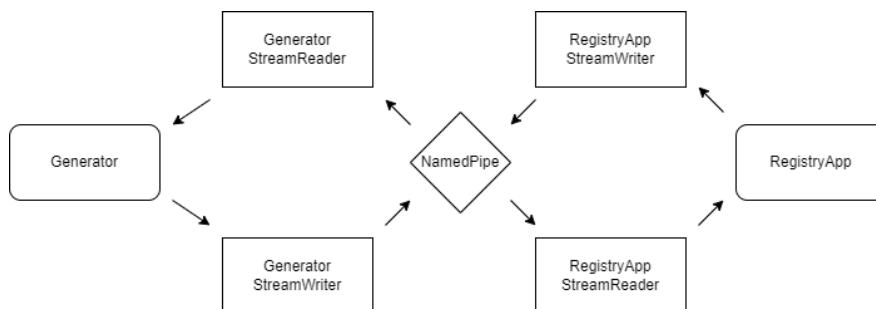 Generator
StreamReader
RegistryApp
StreamWriter
Generator
NamedPipe
RegistryApp
Generator
StreamWriter
RegistryApp
StreamReader